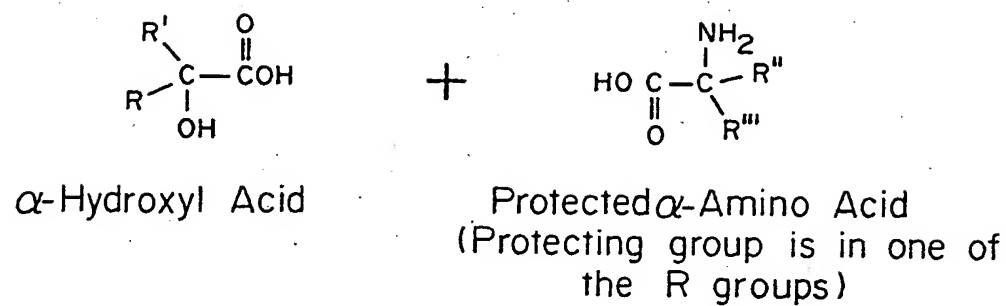 R' O
R C COH
OH
+
NH2
HO C C R"
O R'''
α-Hydroxyl Acid
Protected α-Amino Acid
(Protecting group is in one of
the R groups)